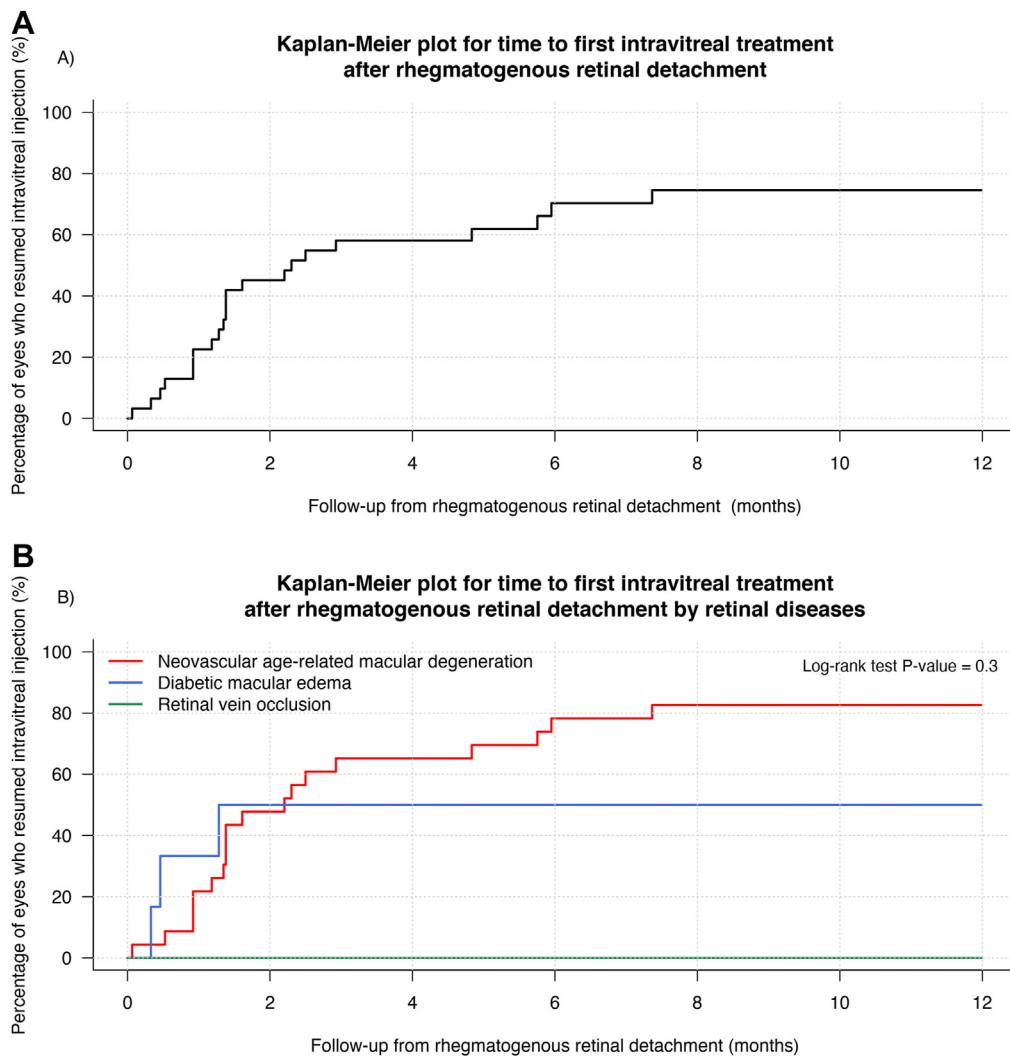 A
A)
Kaplan-Meier plot for time to first intravitreal treatment
after rhegmatogenous retinal detachment
Percentage of eyes who resumed intravitreal injection (%)
100
80
60
40
20
0
0 2 4 6 8 10 12
Follow-up from rhegmatogenous retinal detachment (months)
B
B)
Kaplan-Meier plot for time to first intravitreal treatment
after rhegmatogenous retinal detachment by retinal diseases
Percentage of eyes who resumed intravitreal injection (%)
100
80
60
40
20
0
Neovascular age-related macular degeneration
Diabetic macular edema
Retinal vein occlusion
Log-rank test P-value = 0.3
0 2 4 6 8 10 12
Follow-up from rhegmatogenous retinal detachment (months)